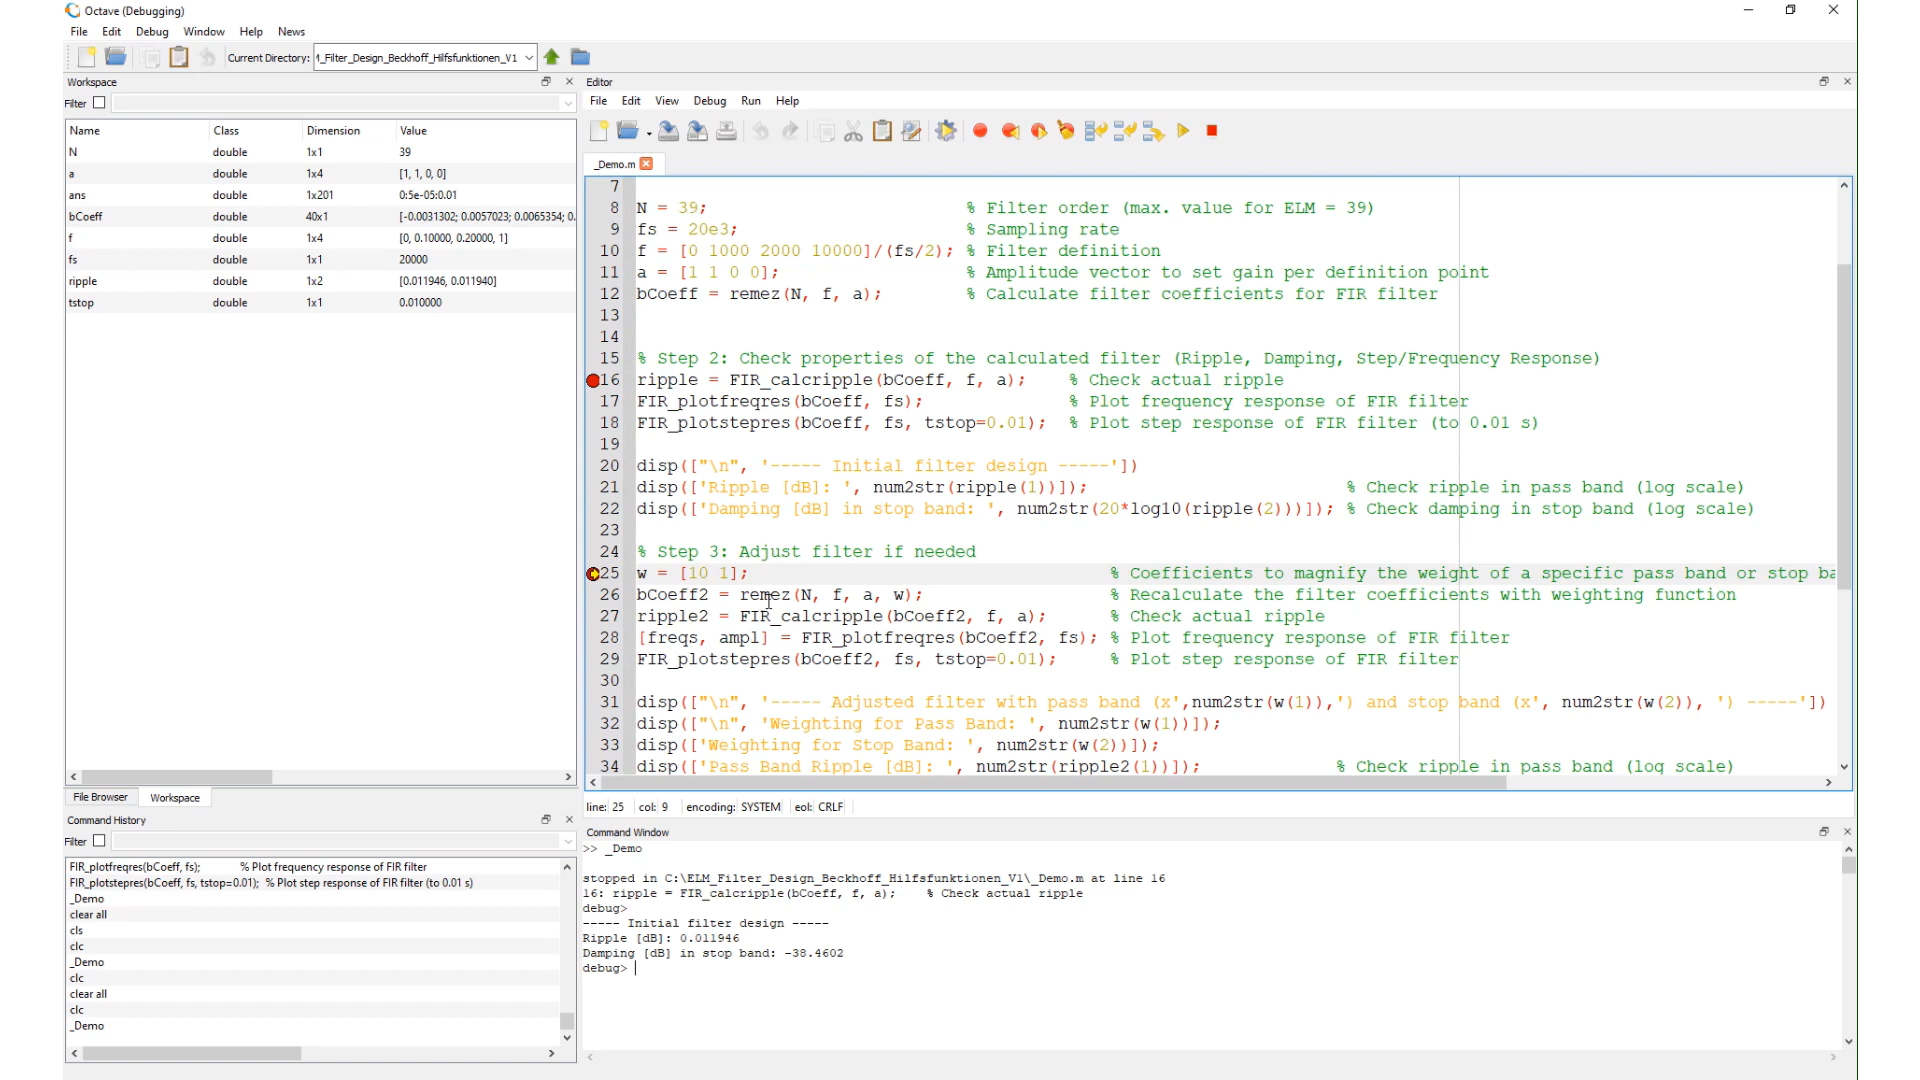 Octave (Debugging)
File Edit Debug Window Help News
Current Directory: _Filter_Design_Beckhoff_Hilfsfunktionen_V1
Workspace
Filter
Name Class Dimension Value
N double 1x1 39
a double 1x4 [1, 1, 0, 0]
ans double 1x201 0:5e-05:0.01
bCoeff double 40x1 [-0.0031302; 0.0057023; 0.0065354; 0.
f double 1x4 [0, 0.10000, 0.20000, 1]
fs double 1x1 20000
ripple double 1x2 [0.011946, 0.011940]
tstop double 1x1 0.010000
File Browser Workspace
Command History
Filter
FIR_plotfreqres(bCoeff, fs); % Plot frequency response of FIR filter
FIR_plotstepres(bCoeff, fs, tstop=0.01); % Plot step response of FIR filter (to 0.01 s)
_Demo
clear all
cls
clc
_Demo
clc
clear all
clc
_Demo
Editor
File Edit View Debug Run Help
_Demo.m
7
8 N = 39; % Filter order (max. value for ELM = 39)
9 fs = 20e3; % Sampling rate
10 f = [0 1000 2000 10000]/(fs/2); % Filter definition
11 a = [1 1 0 0]; % Amplitude vector to set gain per definition point
12 bCoeff = remez(N, f, a); % Calculate filter coefficients for FIR filter
13
14
15 % Step 2: Check properties of the calculated filter (Ripple, Damping, Step/Frequency Response)
16 ripple = FIR_calcripple(bCoeff, f, a); % Check actual ripple
17 FIR_plotfreqres(bCoeff, fs); % Plot frequency response of FIR filter
18 FIR_plotstepres(bCoeff, fs, tstop=0.01); % Plot step response of FIR filter (to 0.01 s)
19
20 disp(["\n", '----- Initial filter design -----'])
21 disp(['Ripple [dB]: ', num2str(ripple(1))]); % Check ripple in pass band (log scale)
22 disp(['Damping [dB] in stop band: ', num2str(20*log10(ripple(2)))]); % Check damping in stop band (log scale)
23
24 % Step 3: Adjust filter if needed
25 w = [10 1]; % Coefficients to magnify the weight of a specific pass band or stop ba
26 bCoeff2 = remez(N, f, a, w); % Recalculate the filter coefficients with weighting function
27 ripple2 = FIR_calcripple(bCoeff2, f, a); % Check actual ripple
28 [freqs, ampl] = FIR_plotfreqres(bCoeff2, fs); % Plot frequency response of FIR filter
29 FIR_plotstepres(bCoeff2, fs, tstop=0.01); % Plot step response of FIR filter
30
31 disp(["\n", '----- Adjusted filter with pass band (x',num2str(w(1)),') and stop band (x', num2str(w(2)), ') -----'])
32 disp(["\n", 'Weighting for Pass Band: ', num2str(w(1))]);
33 disp(['Weighting for Stop Band: ', num2str(w(2))]);
34 disp(['Pass Band Ripple [dB]: ', num2str(ripple2(1))]); % Check ripple in pass band (log scale)
line: 25 col: 9 encoding: SYSTEM eol: CRLF
Command Window
>> _Demo
stopped in C:\ELM_Filter_Design_Beckhoff_Hilfsfunktionen_V1\_Demo.m at line 16
16: ripple = FIR_calcripple(bCoeff, f, a); % Check actual ripple
debug>
----- Initial filter design -----
Ripple [dB]: 0.011946
Damping [dB] in stop band: -38.4602
debug>